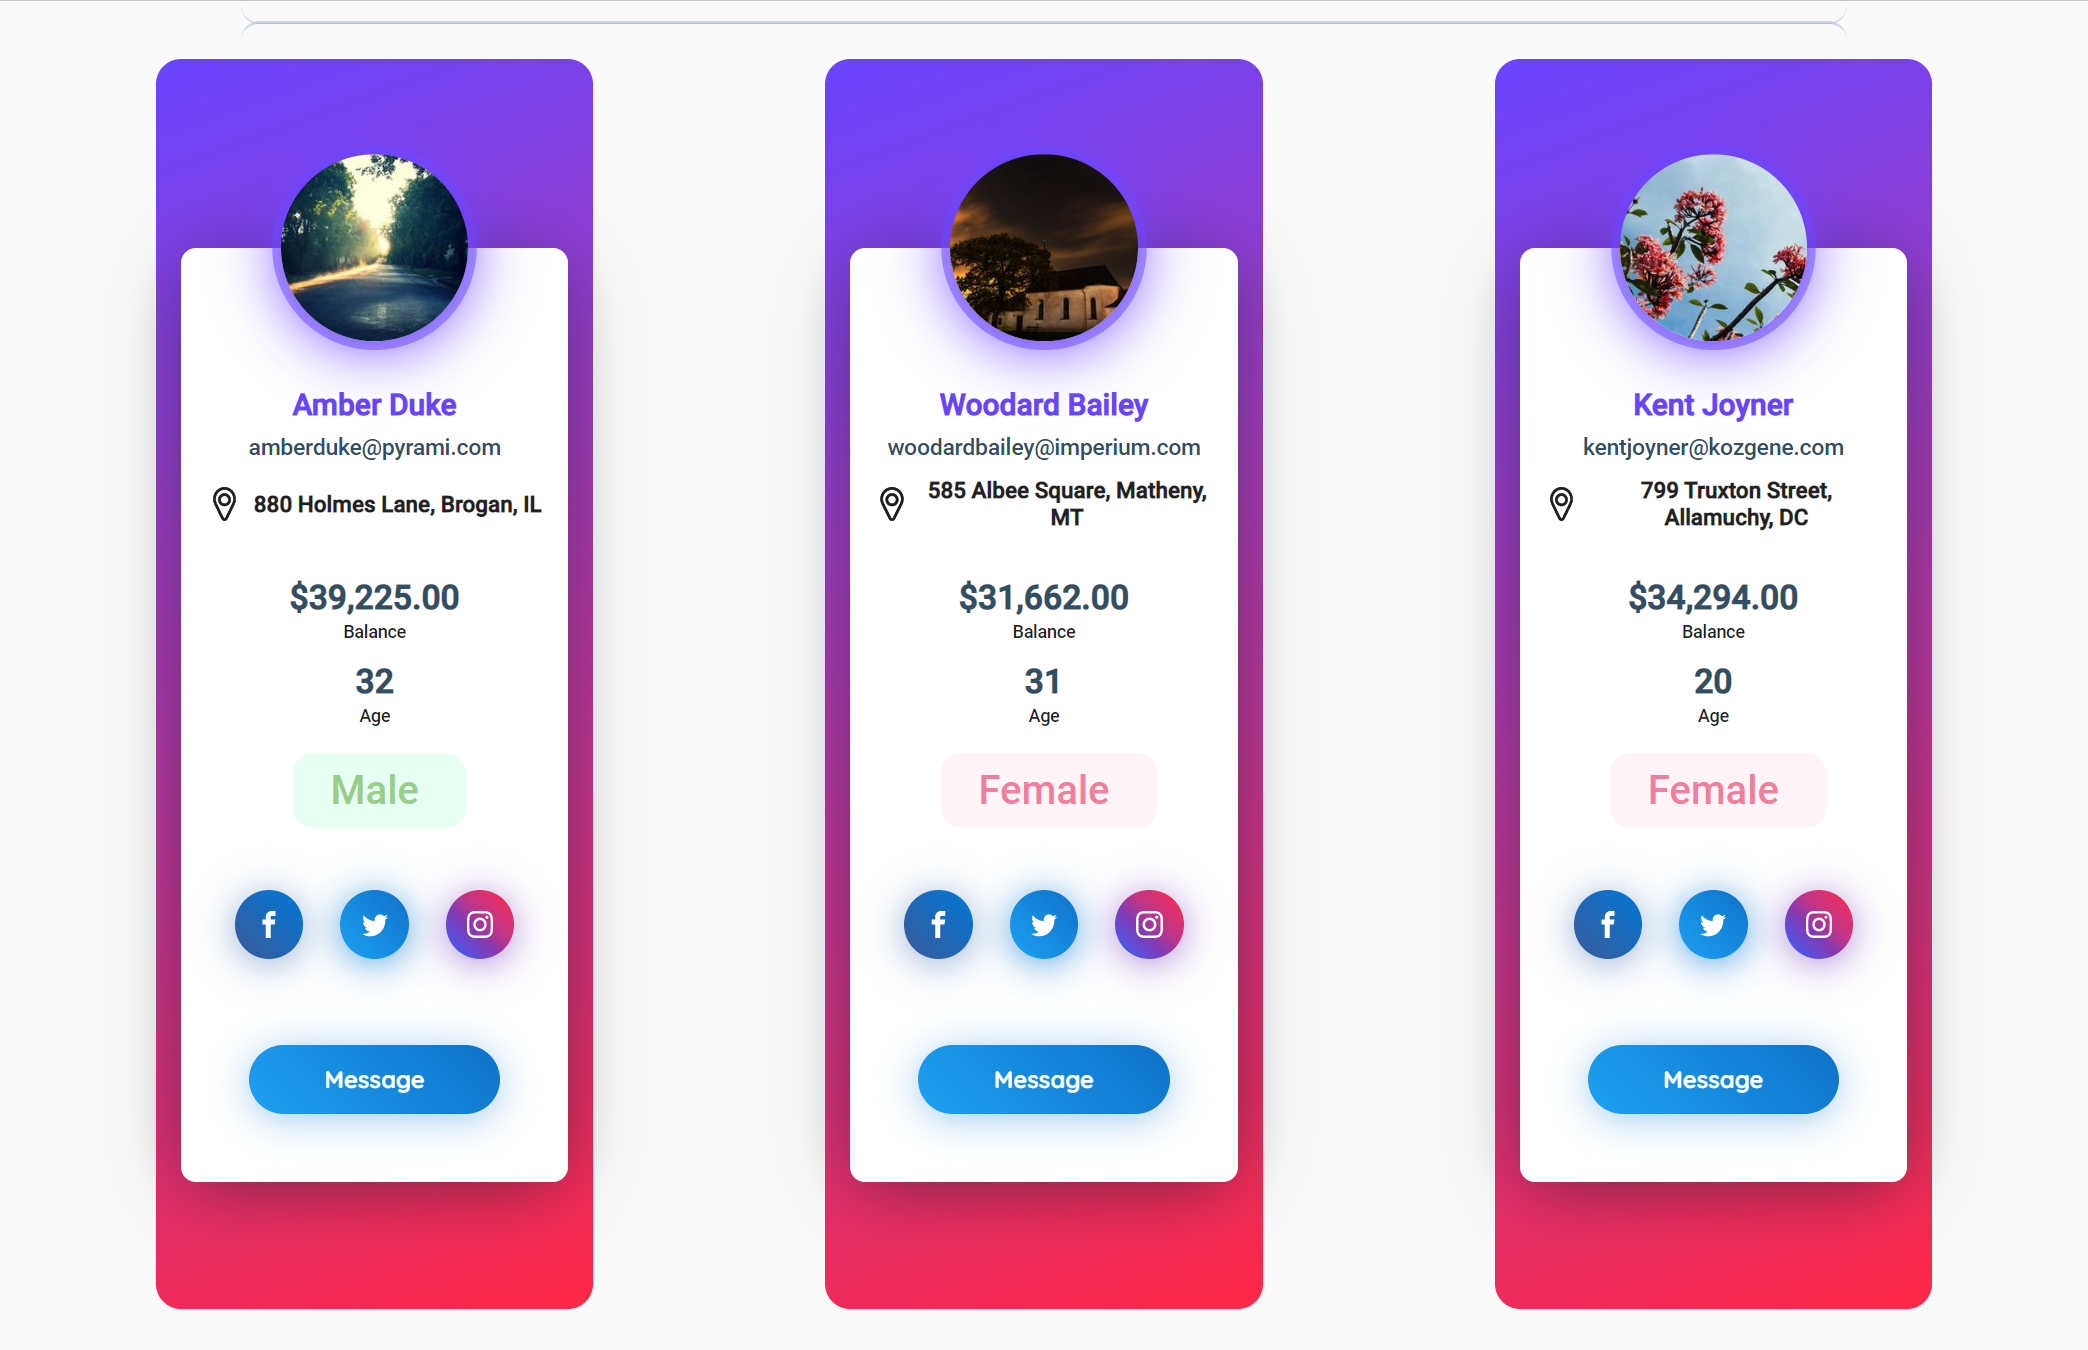 Amber Duke
amberduke@pyrami.com
880 Holmes Lane, Brogan, IL
$39,225.00
Balance
32
Age
Male
Message
Woodard Bailey
woodardbailey@imperium.com
585 Albee Square, Matheny,
MT
$31,662.00
Balance
31
Age
Female
Message
Kent Joyner
kentjoyner@kozgene.com
799 Truxton Street,
Allamuchy, DC
$34,294.00
Balance
20
Age
Female
Message